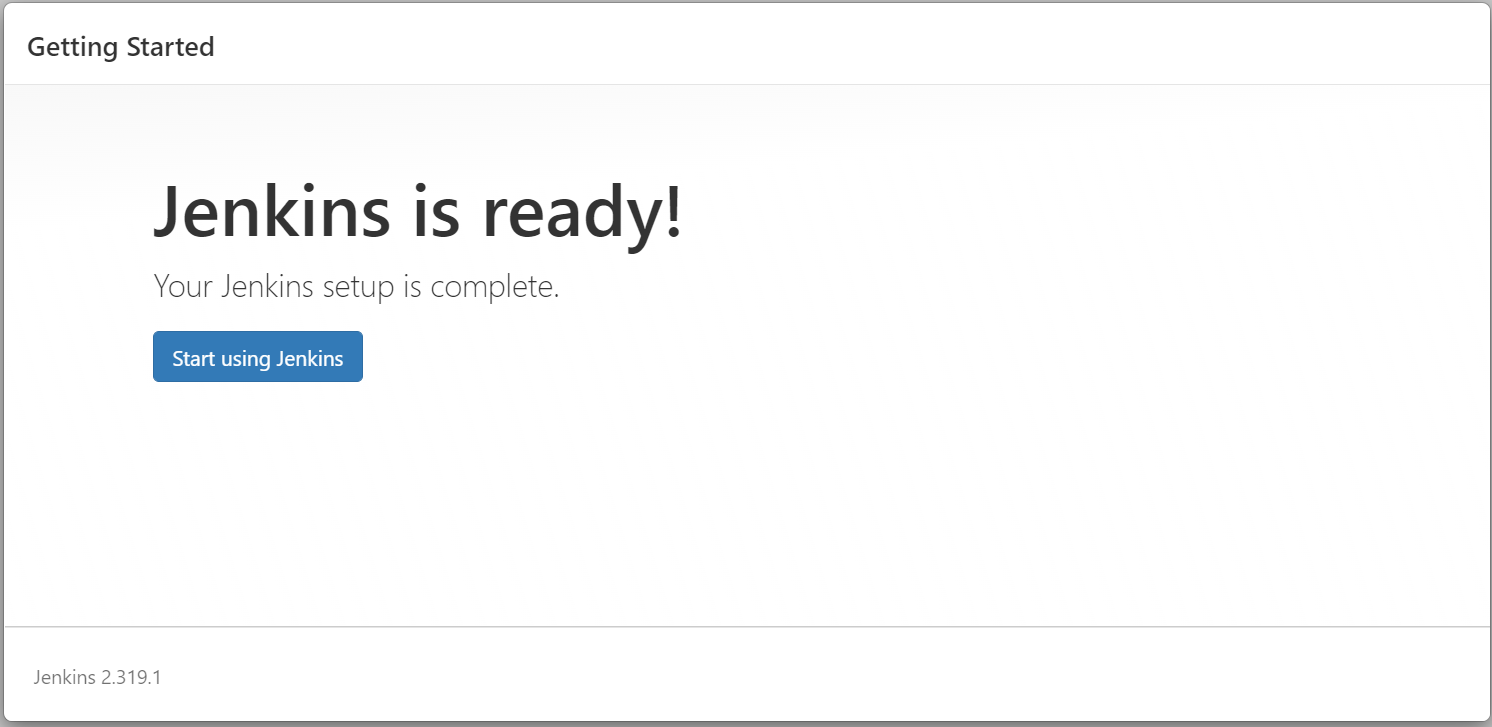 Getting Started
Jenkins is ready!
Your Jenkins setup is complete.
Start using Jenkins
Jenkins 2.319.1